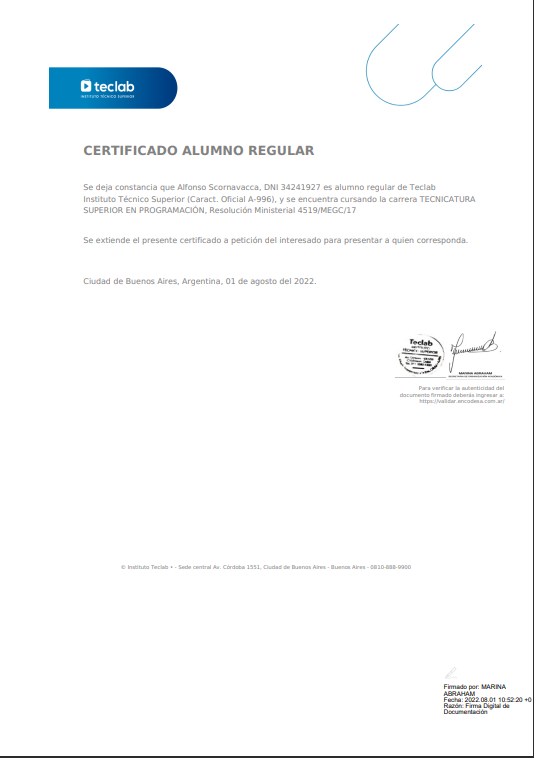 teclab
INSTITUTO TÉCNICO SUPERIOR
CERTIFICADO ALUMNO REGULAR
Se deja constancia que Alfonso Scornavacca, DNI 34241927 es alumno regular de Teclab
Instituto Técnico Superior (Caract. Oficial A-996), y se encuentra cursando la carrera TECNICATURA
SUPERIOR EN PROGRAMACIÓN, Resolución Ministerial 4519/MEGC/17
Se extiende el presente certificado a petición del interesado para presentar a quien corresponda.
Ciudad de Buenos Aires, Argentina, 01 de agosto del 2022.
Teclab
INSTITUTO
TÉCNICO SUPERIOR
MARINA ABRAHAM
Para verificar la autenticidad del
documento firmado deberás ingresar a:
https://validar.encodesa.com.ar/
© Instituto Teclab • - Sede central Av. Córdoba 1551, Ciudad de Buenos Aires - Buenos Aires - 0810-888-9900
Firmado por: MARINA
ABRAHAM
Fecha: 2022.08.01 10:52:20 +0
Razón: Firma Digital de
Documentación